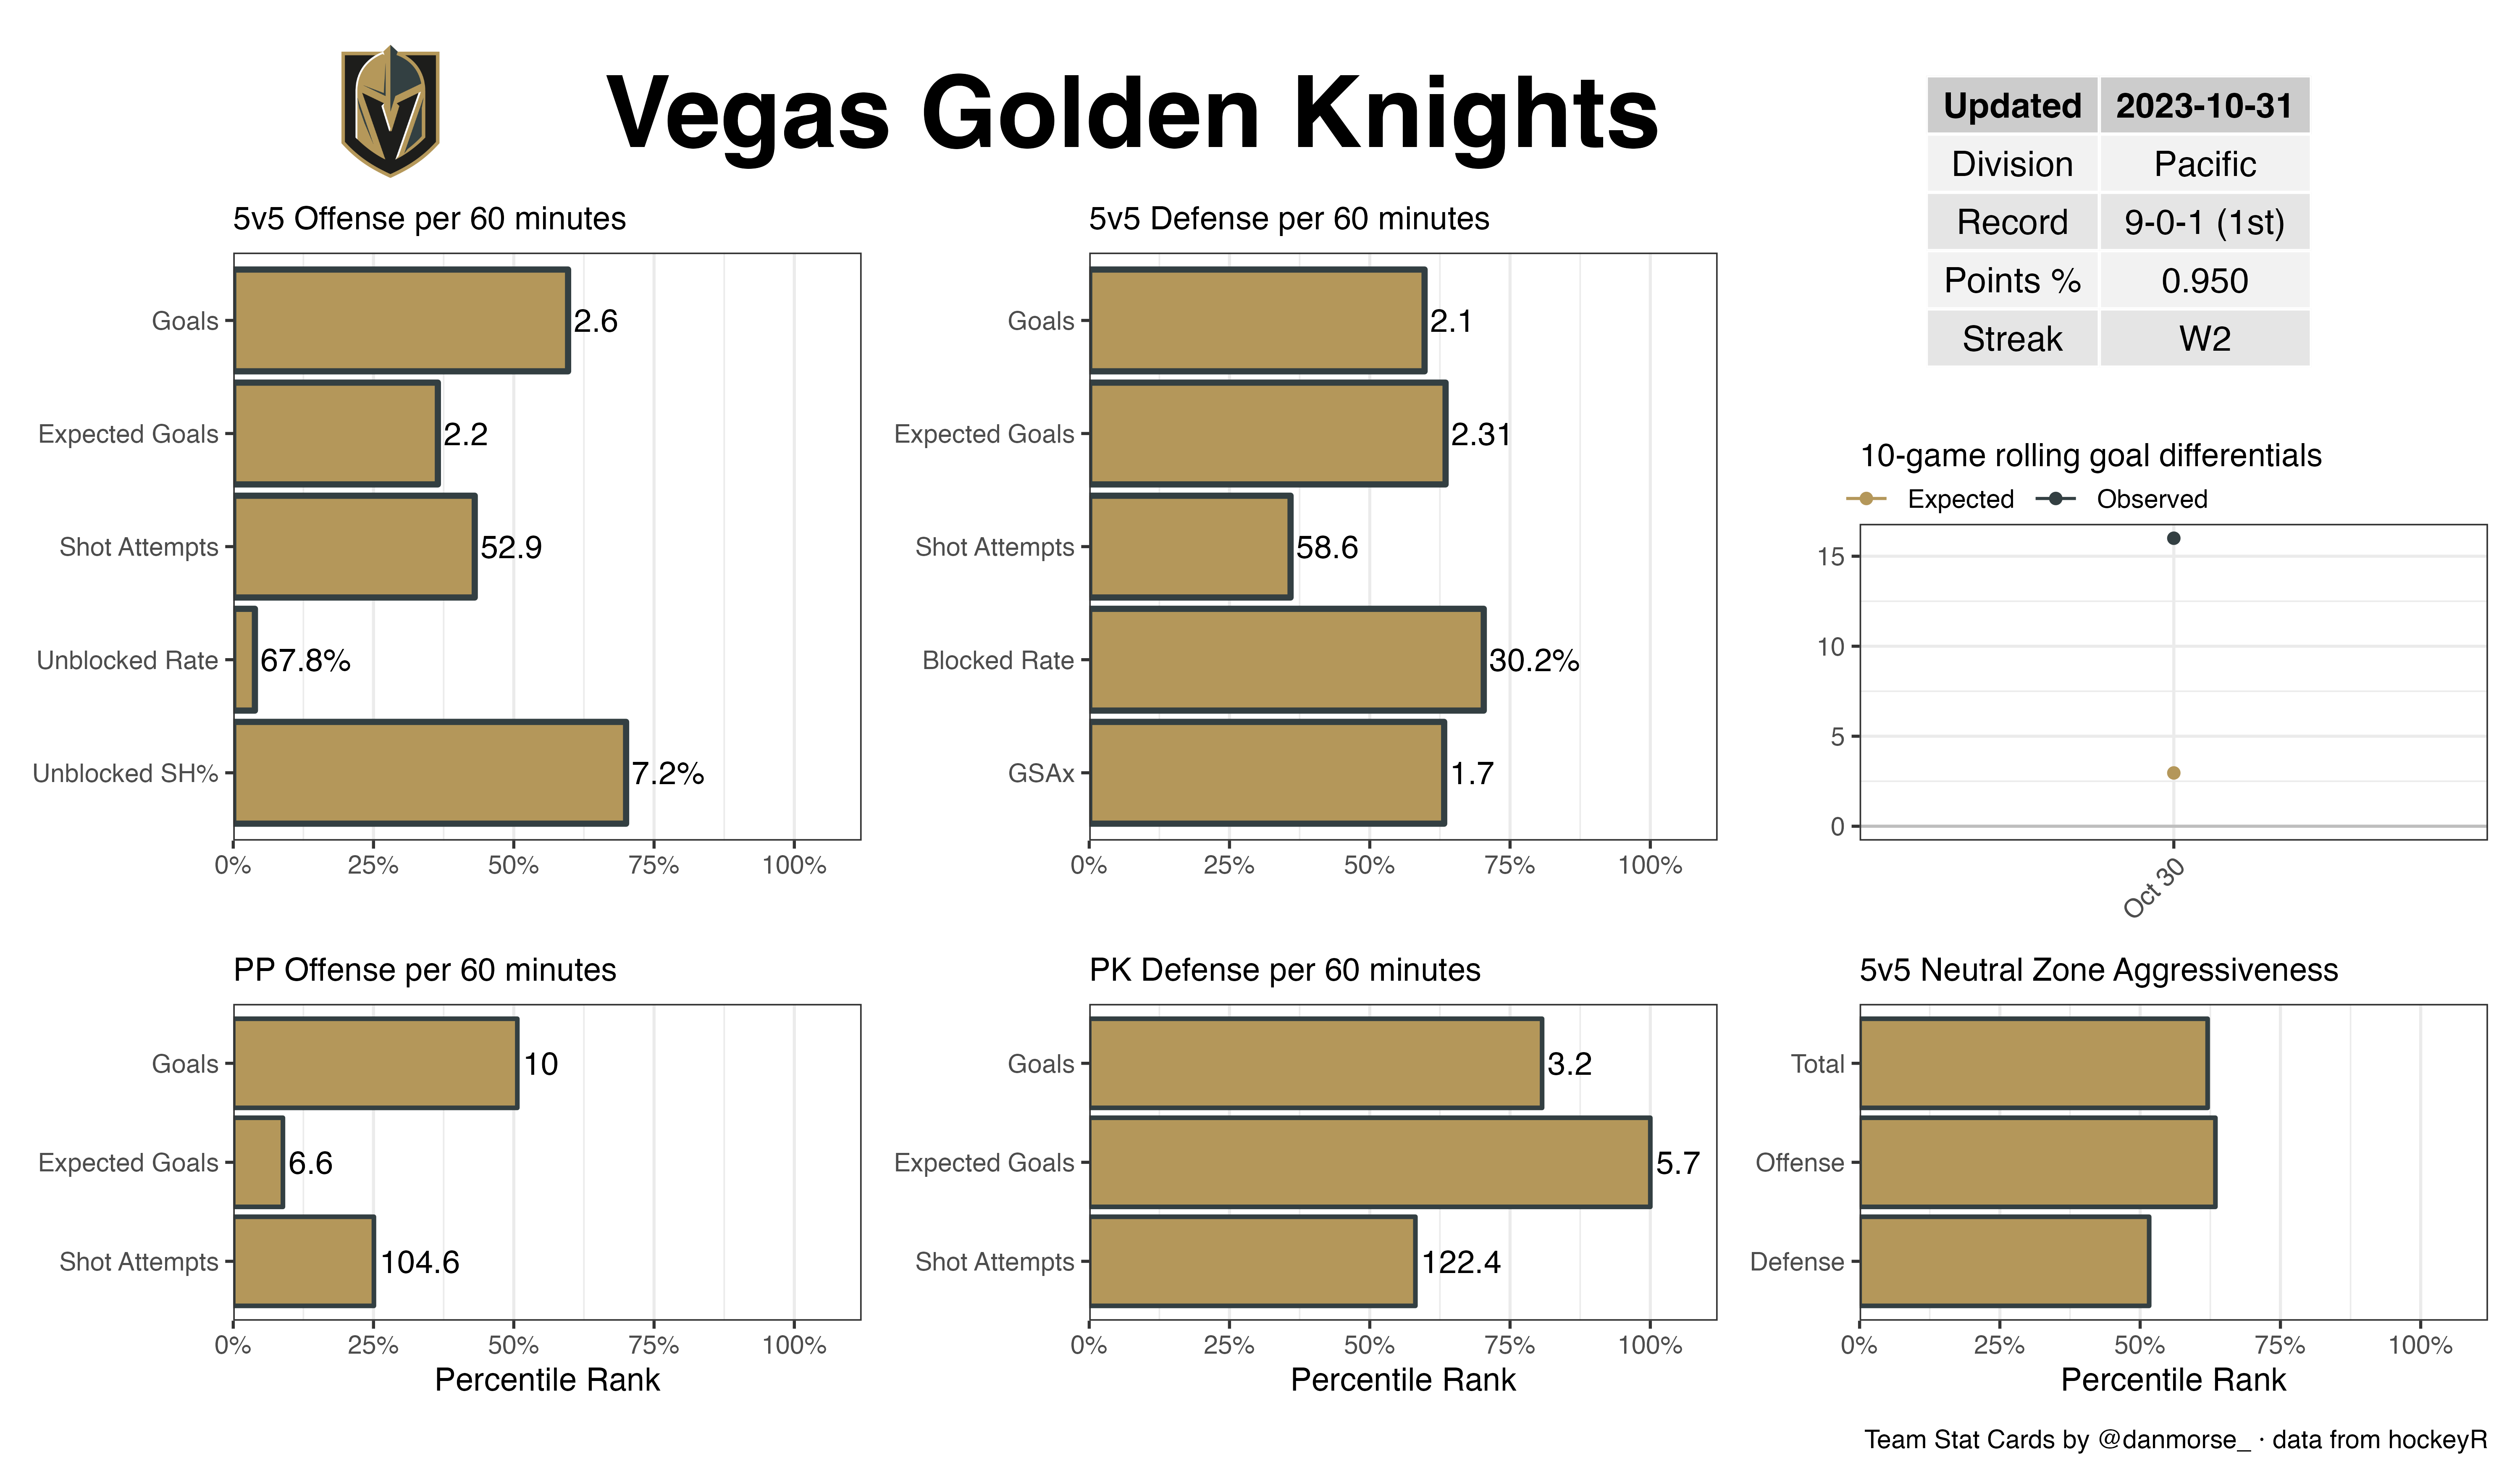 Vegas Golden Knights
Updated 2023-10-31
Division Pacific
Record 9-0-1 (1st)
Points % 0.950
Streak W2
5v5 Offense per 60 minutes
Goals 2.6
Expected Goals 2.2
Shot Attempts 52.9
Unblocked Rate 67.8%
Unblocked SH% 7.2%
0% 25% 50% 75% 100%
5v5 Defense per 60 minutes
Goals 2.1
Expected Goals 2.31
Shot Attempts 58.6
Blocked Rate 30.2%
GSAx 1.7
0% 25% 50% 75% 100%
10-game rolling goal differentials
Expected Observed
15
10
5
0
Oct 30
PP Offense per 60 minutes
Goals 10
Expected Goals 6.6
Shot Attempts 104.6
0% 25% 50% 75% 100%
Percentile Rank
PK Defense per 60 minutes
Goals 3.2
Expected Goals 5.7
Shot Attempts 122.4
0% 25% 50% 75% 100%
Percentile Rank
5v5 Neutral Zone Aggressiveness
Total
Offense
Defense
0% 25% 50% 75% 100%
Percentile Rank
Team Stat Cards by @danmorse_ · data from hockeyR